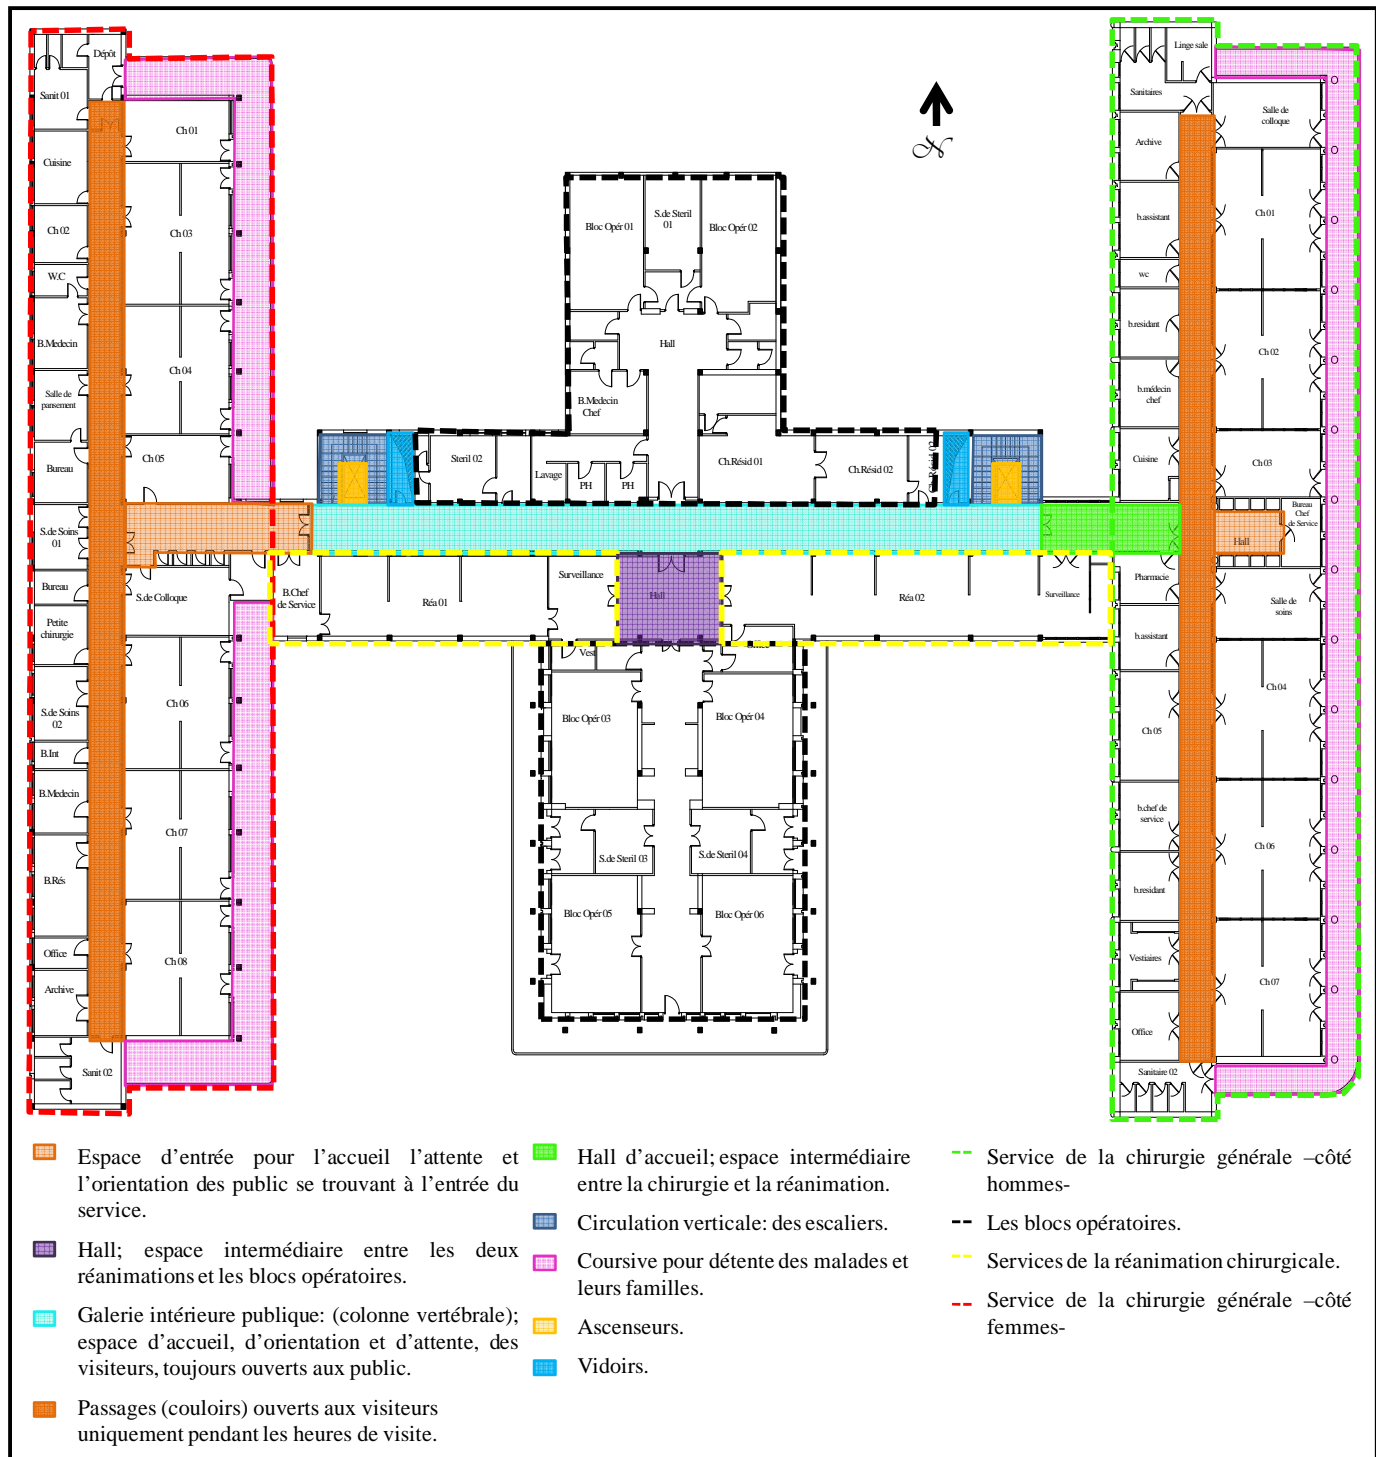 Dépôt
Sanit 01
Cuisine
Ch 02
W.C
B.Medecin
Salle de
pansement
Bureau
S.de Soins
01
Bureau
Petite
chirurgie
S.de Soins
02
B.Int
B.Medecin
B.Rés
Office
Archive
Sanit 02
Ch 01
Ch 03
Ch 04
Ch 05
S.de Colloque
Ch 06
Ch 07
Ch 08
Bloc Opér 01
S.de Steril
01
Bloc Opér 02
Hall
B.Medecin
Chef
Steril 02
Lavage
PH
PH
Ch.Résid 01
Ch.Résid 02
B.Chef
de Service
Réa 01
Surveillance
Hall
Réa 02
Surveillance
Vest
Bloc Opér 03
Bloc Opér 04
S.de Steril 03
S.de Steril 04
Bloc Opér 05
Bloc Opér 06
N
Linge sale
Sanitaires
Archive
b.assistant
wc
b.residant
b.médecin
chef
Cuisine
Pharmacie
b.assistant
Ch 05
b.chef de
service
b.residant
Vestiaires
Office
Sanitaire 02
Salle de
colloque
Ch 01
Ch 02
Ch 03
Bureau
Chef
de Service
Hall
Salle de
soins
Ch 04
Ch 06
Ch 07
Espace d’entrée pour l’accueil l’attente et
l’orientation des public se trouvant à l’entrée du
service.
Hall; espace intermédiaire entre les deux
réanimations et les blocs opératoires.
Galerie intérieure publique: (colonne vertébrale);
espace d’accueil, d’orientation et d’attente, des
visiteurs, toujours ouverts aux public.
Passages (couloirs) ouverts aux visiteurs
uniquement pendant les heures de visite.
Hall d’accueil; espace intermédiaire
entre la chirurgie et la réanimation.
Circulation verticale: des escaliers.
Coursive pour détente des malades et
leurs familles.
Ascenseurs.
Vidoirs.
Service de la chirurgie générale –côté
hommes-
Les blocs opératoires.
Services de la réanimation chirurgicale.
Service de la chirurgie générale –côté
femmes-